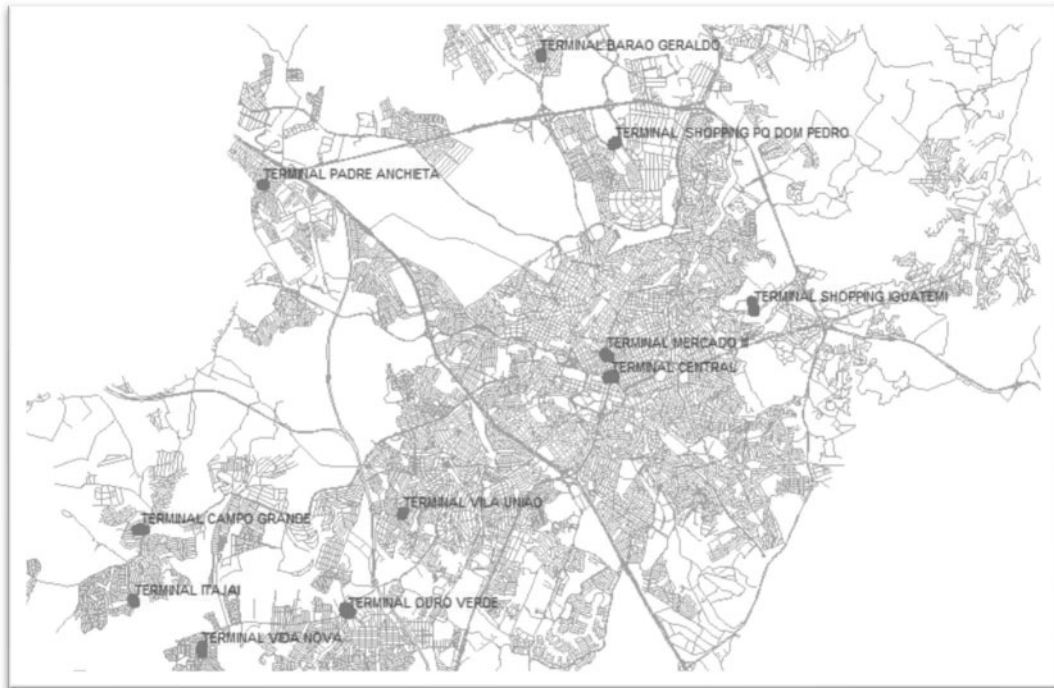 TERMINAL BARAO GERALDO
TERMINAL SHOPPING PQ DOM PEDRO
TERMINAL PADRE ANCHIETA
TERMINAL SHOPPING IGUATEMI
TERMINAL MERCADO II
TERMINAL CENTRAL
TERMINAL VILA UNIAO
TERMINAL CAMPO GRANDE
TERMINAL ITAJAI
TERMINAL OURO VERDE
TERMINAL VIDA NOVA